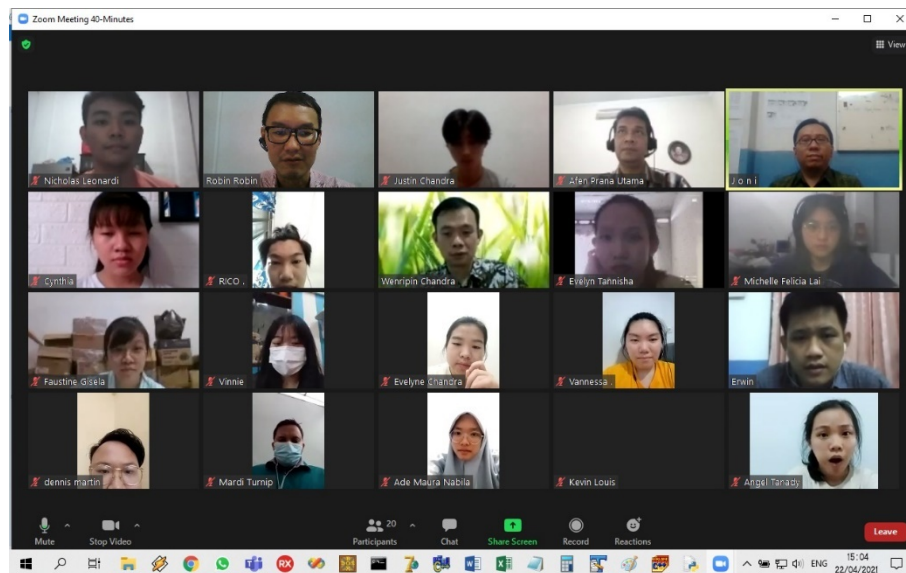 Zoom Meeting 40-Minutes
View
Nicholas Leonardi
Robin Robin
Justin Chandra
Afen Prana Utama
J o n i
Cynthia
RICO .
Wenripin Chandra
Evelyn Tannisha
Michelle Felicia Lai
Faustine Gisela
Vinnie
Evelyne Chandra
Vannessa .
Erwin
dennis martin
Mardi Turnip
Ade Maura Nabila
Kevin Louis
Angel Tanady
Mute
Stop Video
Participants
20
Chat
Share Screen
Record
Reactions
Leave
ENG
15:04
22/04/2021